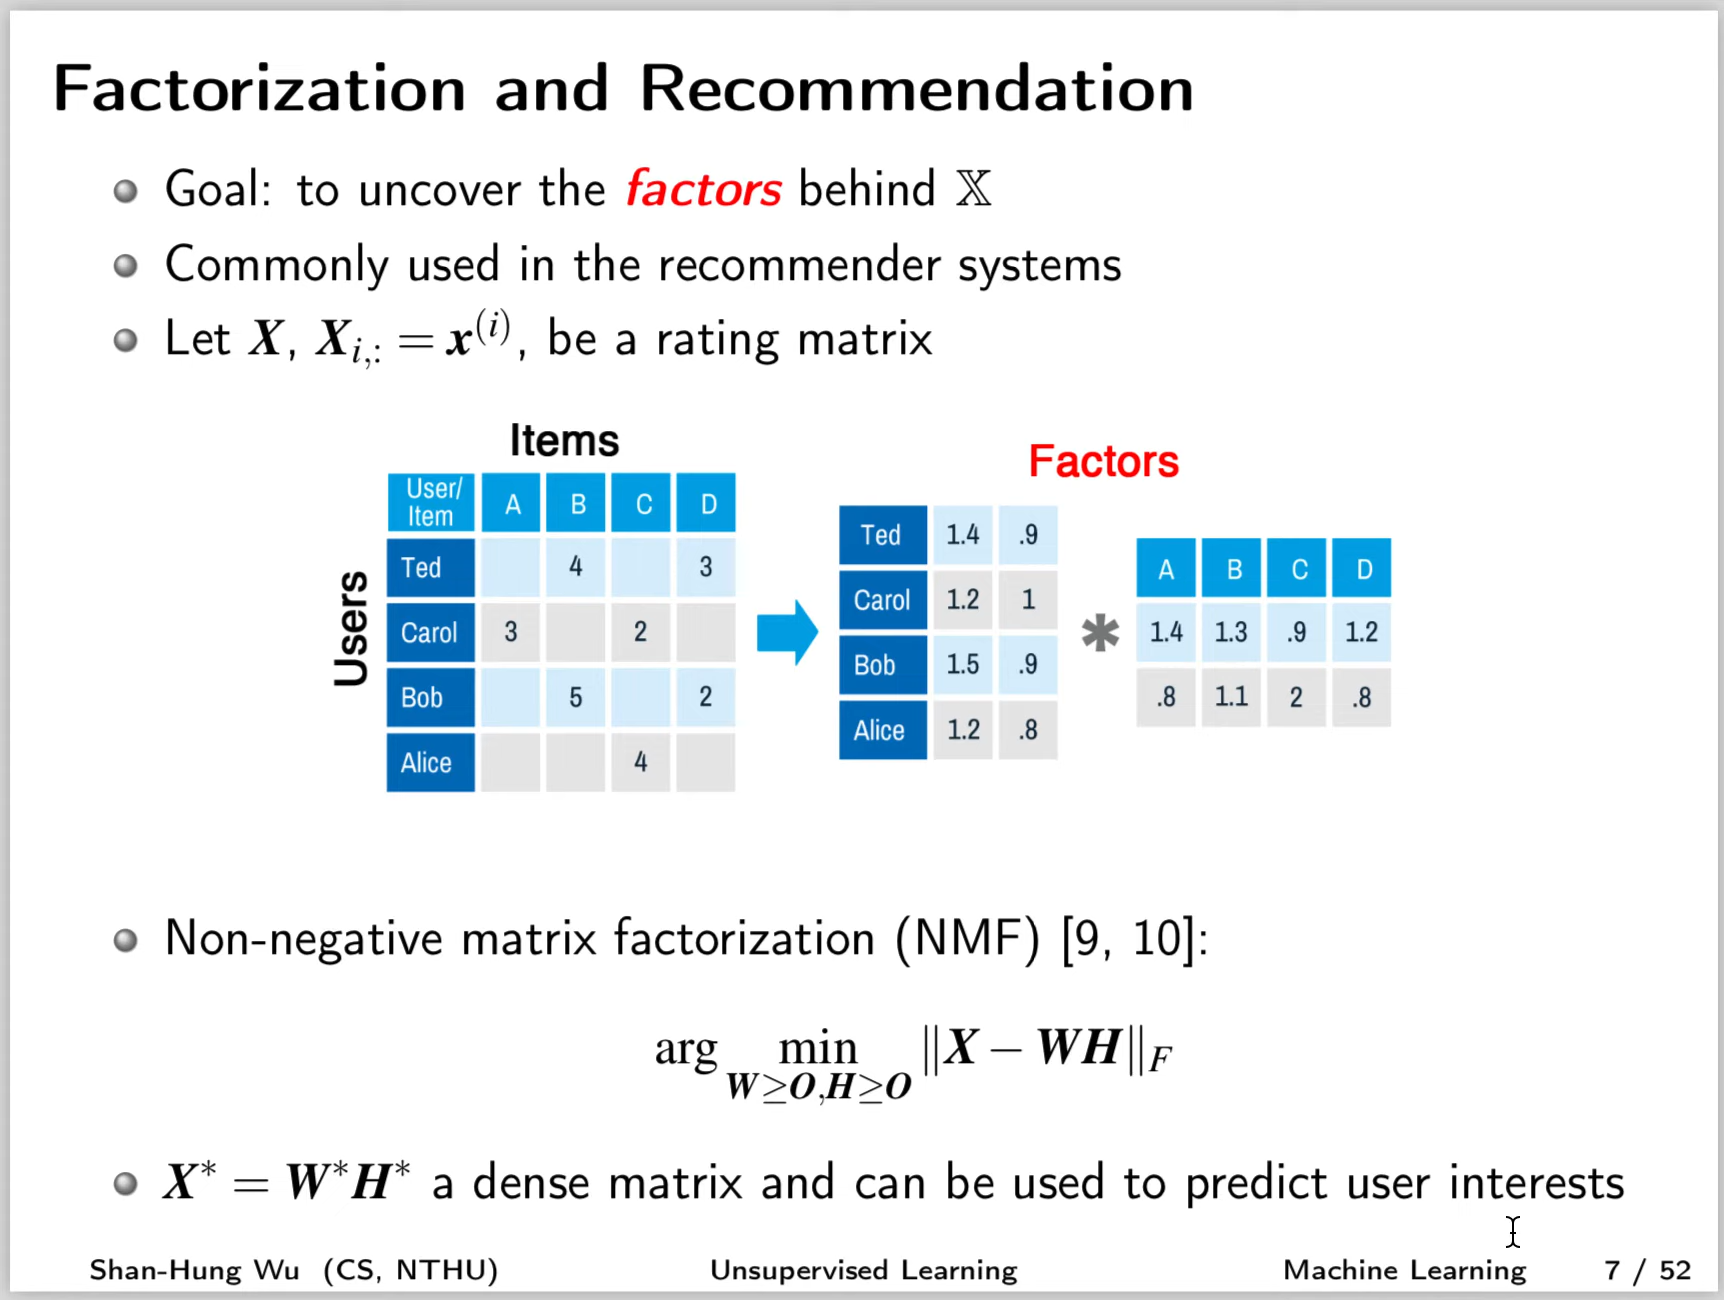 Factorization and Recommendation
Goal: to uncover the factors behind 𝕏
Commonly used in the recommender systems
Let X, X_{i,:} = x^{(i)}, be a rating matrix
Items
Users
User/ Item A B C D
Ted 4 3
Carol 3 2
Bob 5 2
Alice 4
Factors
Ted 1.4 .9
Carol 1.2 1
Bob 1.5 .9
Alice 1.2 .8
*
A B C D
1.4 1.3 .9 1.2
.8 1.1 2 .8
Non-negative matrix factorization (NMF) [9, 10]:
arg min_{W≥O,H≥O} ‖X − WH‖_F
X* = W*H* a dense matrix and can be used to predict user interests
Shan-Hung Wu (CS, NTHU) Unsupervised Learning Machine Learning 7 / 52